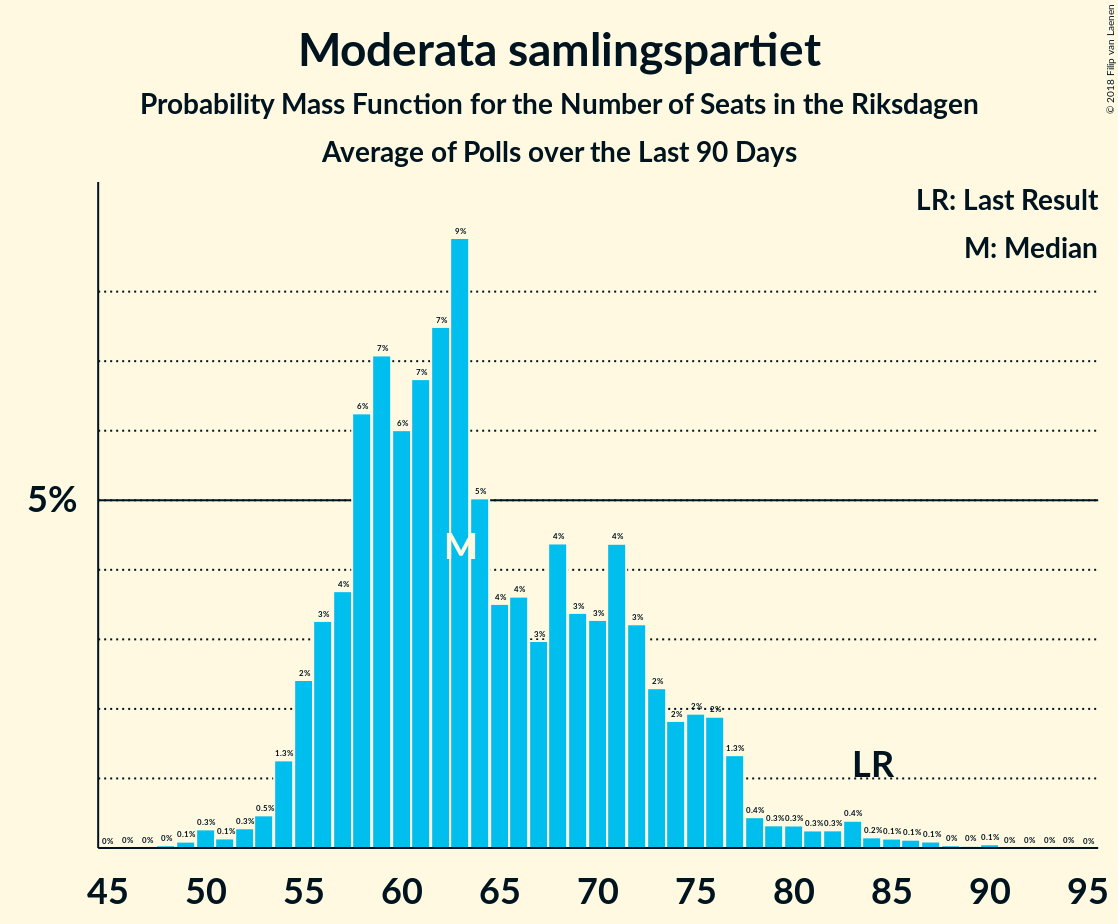 Moderata samlingspartiet
Probability Mass Function for the Number of Seats in the Riksdagen
Average of Polls over the Last 90 Days
© 2018 Filip van Laenen
LR: Last Result
M: Median
5%
0% 0% 0% 0% 0.1% 0.3% 0.1% 0.3% 0.5% 1.3% 2% 3% 4% 6% 7% 6% 7% 7% 9% 5% 4% 4% 3% 4% 3% 3% 4% 3% 2% 2% 2% 2% 1.3% 0.4% 0.3% 0.3% 0.3% 0.3% 0.4% 0.2% 0.1% 0.1% 0.1% 0% 0% 0.1% 0% 0% 0% 0% 0%
M
LR
45 50 55 60 65 70 75 80 85 90 95